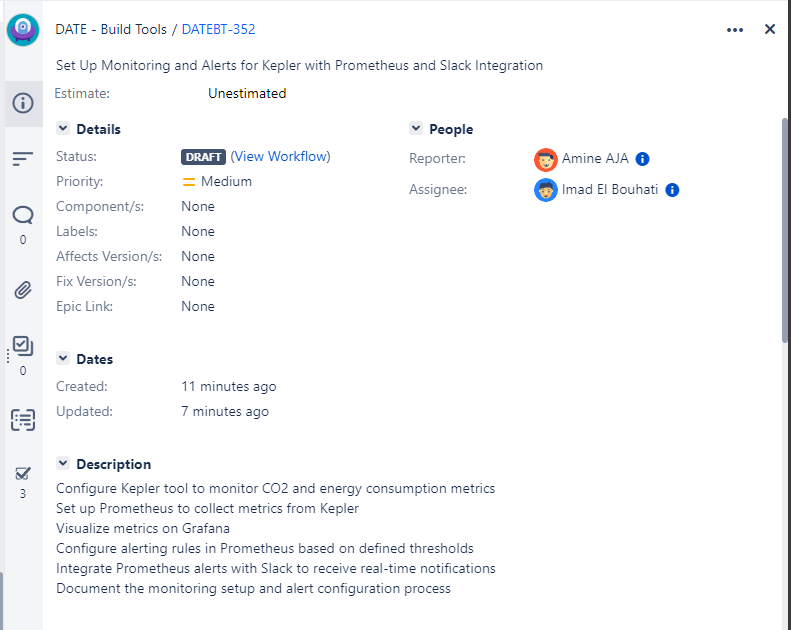 DATE - Build Tools / DATEBT-352
Set Up Monitoring and Alerts for Kepler with Prometheus and Slack Integration
Estimate: Unestimated
Details
Status: DRAFT (View Workflow)
Priority: Medium
Component/s: None
Labels: None
Affects Version/s: None
Fix Version/s: None
Epic Link: None
People
Reporter: Amine AJA
Assignee: Imad El Bouhati
Dates
Created: 11 minutes ago
Updated: 7 minutes ago
Description
Configure Kepler tool to monitor CO2 and energy consumption metrics
Set up Prometheus to collect metrics from Kepler
Visualize metrics on Grafana
Configure alerting rules in Prometheus based on defined thresholds
Integrate Prometheus alerts with Slack to receive real-time notifications
Document the monitoring setup and alert configuration process
0
0
3